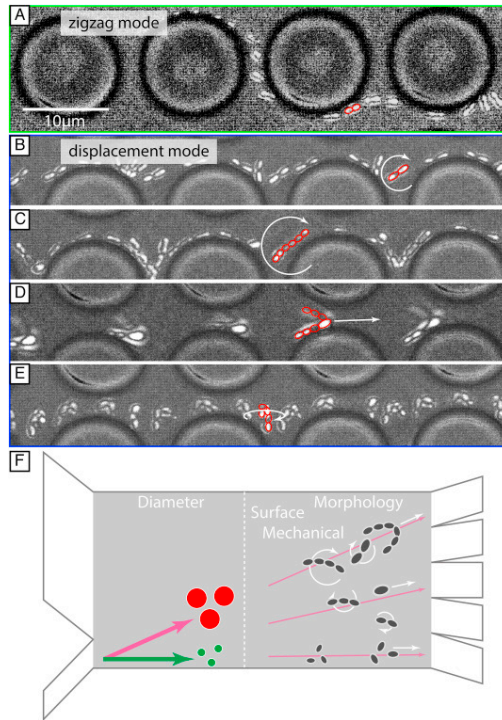 A
zigzag mode
10μm
B
displacement mode
C
D
E
F
Diameter
Morphology
Surface
Mechanical